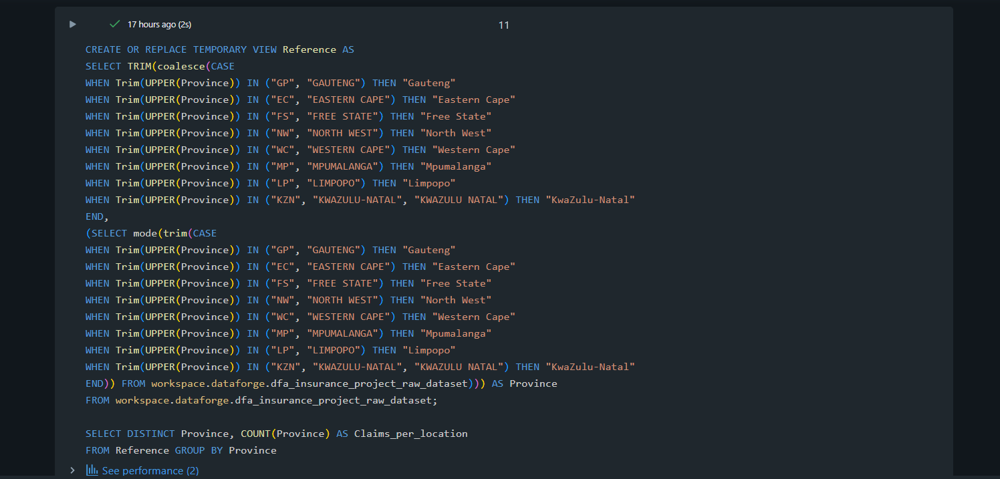 17 hours ago (2s)
11
CREATE OR REPLACE TEMPORARY VIEW Reference AS
SELECT TRIM(coalesce(CASE
WHEN Trim(UPPER(Province)) IN ("GP", "GAUTENG") THEN "Gauteng"
WHEN Trim(UPPER(Province)) IN ("EC", "EASTERN CAPE") THEN "Eastern Cape"
WHEN Trim(UPPER(Province)) IN ("FS", "FREE STATE") THEN "Free State"
WHEN Trim(UPPER(Province)) IN ("NW", "NORTH WEST") THEN "North West"
WHEN Trim(UPPER(Province)) IN ("WC", "WESTERN CAPE") THEN "Western Cape"
WHEN Trim(UPPER(Province)) IN ("MP", "MPUMALANGA") THEN "Mpumalanga"
WHEN Trim(UPPER(Province)) IN ("LP", "LIMPOPO") THEN "Limpopo"
WHEN Trim(UPPER(Province)) IN ("KZN", "KWAZULU-NATAL", "KWAZULU NATAL") THEN "KwaZulu-Natal"
END,
(SELECT mode(trim(CASE
WHEN Trim(UPPER(Province)) IN ("GP", "GAUTENG") THEN "Gauteng"
WHEN Trim(UPPER(Province)) IN ("EC", "EASTERN CAPE") THEN "Eastern Cape"
WHEN Trim(UPPER(Province)) IN ("FS", "FREE STATE") THEN "Free State"
WHEN Trim(UPPER(Province)) IN ("NW", "NORTH WEST") THEN "North West"
WHEN Trim(UPPER(Province)) IN ("WC", "WESTERN CAPE") THEN "Western Cape"
WHEN Trim(UPPER(Province)) IN ("MP", "MPUMALANGA") THEN "Mpumalanga"
WHEN Trim(UPPER(Province)) IN ("LP", "LIMPOPO") THEN "Limpopo"
WHEN Trim(UPPER(Province)) IN ("KZN", "KWAZULU-NATAL", "KWAZULU NATAL") THEN "KwaZulu-Natal"
END)) FROM workspace.dataforge.dfa_insurance_project_raw_dataset))) AS Province
FROM workspace.dataforge.dfa_insurance_project_raw_dataset;
SELECT DISTINCT Province, COUNT(Province) AS Claims_per_location
FROM Reference GROUP BY Province
See performance (2)